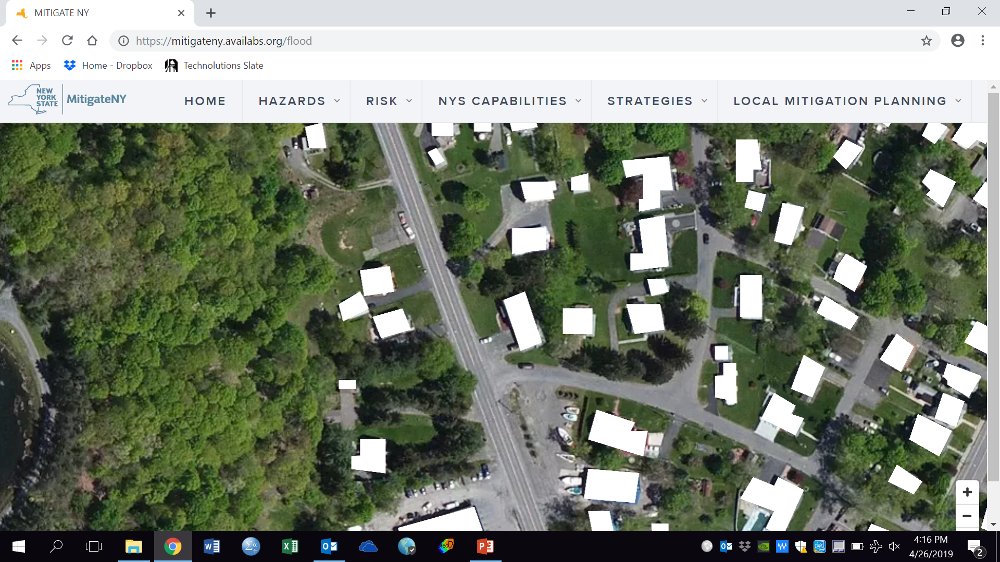 MITIGATE NY
https://mitigateny.availabs.org/flood
Apps
Home - Dropbox
Technolutions Slate
NEW
YORK
STATE
MitigateNY
HOME
HAZARDS
RISK
NYS CAPABILITIES
STRATEGIES
LOCAL MITIGATION PLANNING
4:16 PM
4/26/2019
2